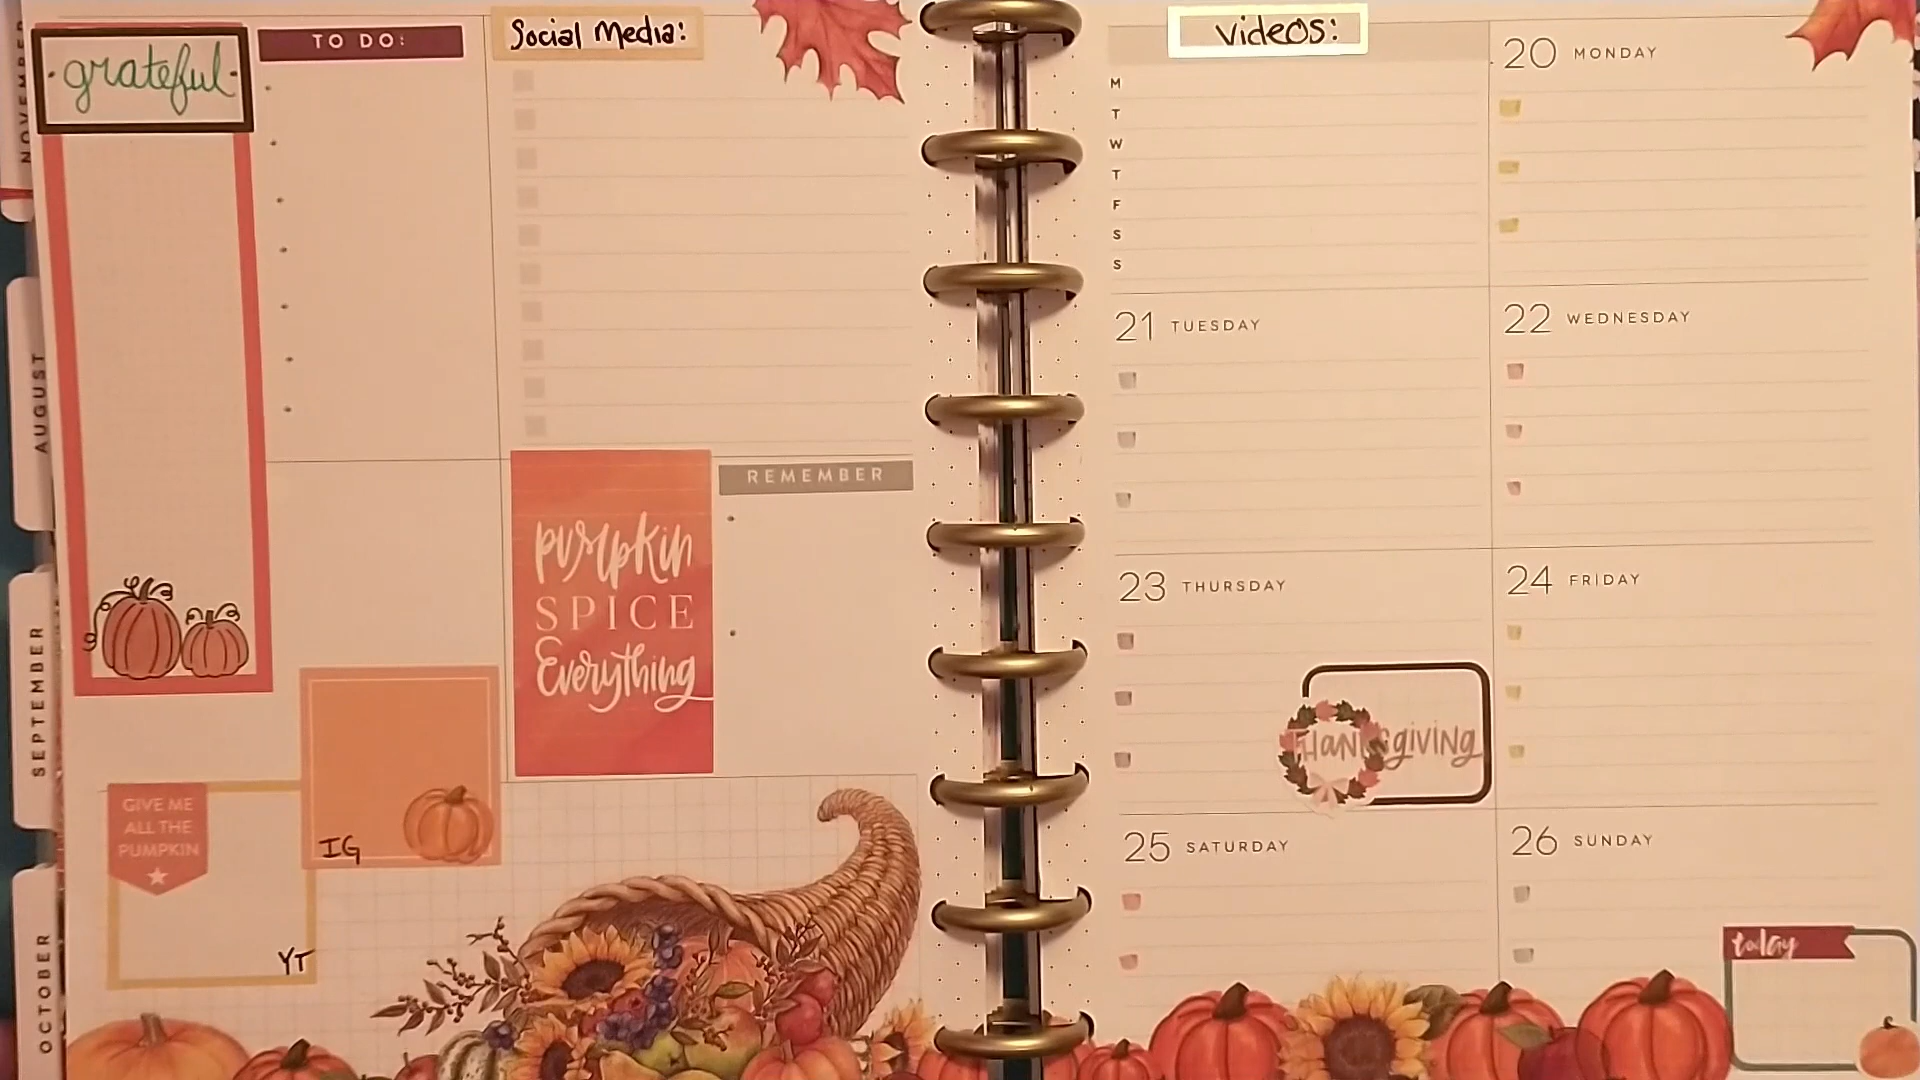 NOVEMBER
AUGUST
SEPTEMBER
OCTOBER
grateful
TO DO:
Social Media:
REMEMBER
pumpkin
SPICE
Everything
GIVE ME
ALL THE
PUMPKIN
IG
YT
Videos:
M
T
W
T
F
S
S
20 MONDAY
21 TUESDAY
22 WEDNESDAY
23 THURSDAY
THANKSgiving
24 FRIDAY
25 SATURDAY
26 SUNDAY
today